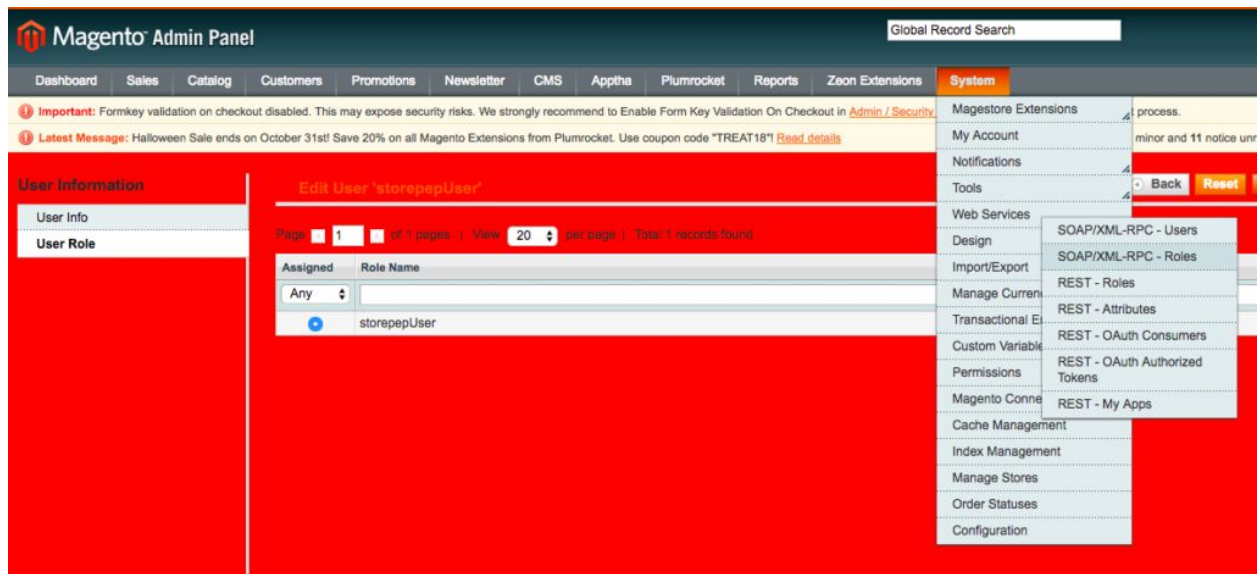 Magento Admin Panel
Global Record Search
Dashboard Sales Catalog Customers Promotions Newsletter CMS Apptha Plumrocket Reports Zeon Extensions System
Important: Formkey validation on checkout disabled. This may expose security risks. We strongly recommend to Enable Form Key Validation On Checkout in Admin / Security process.
Latest Message: Halloween Sale ends on October 31st! Save 20% on all Magento Extensions from Plumrocket. Use coupon code "TREAT18"! Read details minor and 11 notice
User Information
User Info
User Role
Edit User 'storepepUser'
Back Reset
Page 1 of 1 pages | View 20 per page | Total 1 records found
Assigned Role Name
Any
storepepUser
Magestore Extensions
My Account
Notifications
Tools
Web Services
Design
Import/Export
Manage Curren
Transactional E
Custom Variable
Permissions
Magento Conne
Cache Management
Index Management
Manage Stores
Order Statuses
Configuration
SOAP/XML-RPC - Users
SOAP/XML-RPC - Roles
REST - Roles
REST - Attributes
REST - OAuth Consumers
REST - OAuth Authorized
Tokens
REST - My Apps